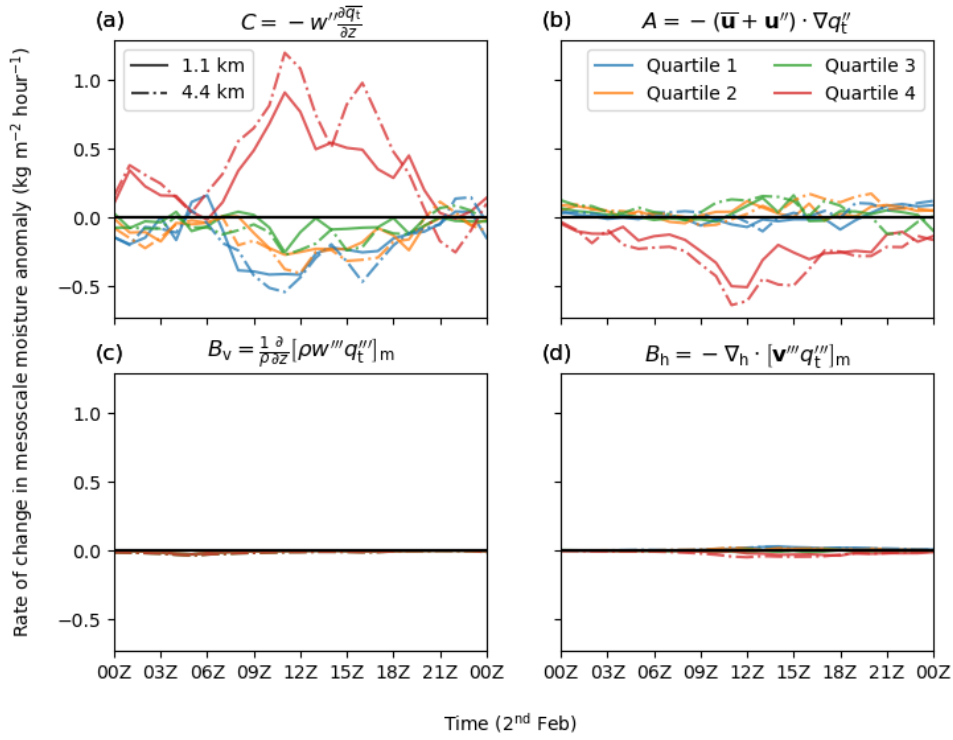 (a) C = − w′′ ∂q̅ₜ/∂z
(b) A = − (u̅ + u′′) · ∇qₜ′′
1.1 km
4.4 km
Quartile 1
Quartile 2
Quartile 3
Quartile 4
1.0
0.5
0.0
−0.5
(c) Bᵥ = 1/ρ ∂/∂z [ρw′′′qₜ′′′]ₘ
(d) Bₕ = − ∇ₕ · [v′′′qₜ′′′]ₘ
1.0
0.5
0.0
−0.5
00Z 03Z 06Z 09Z 12Z 15Z 18Z 21Z 00Z
00Z 03Z 06Z 09Z 12Z 15Z 18Z 21Z 00Z
Time (2ⁿᵈ Feb)
Rate of change in mesoscale moisture anomaly (kg m⁻² hour⁻¹)